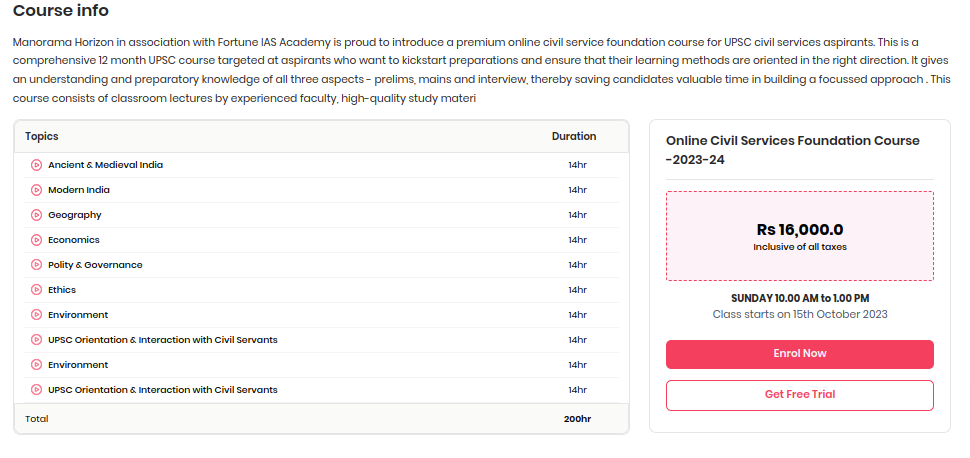 Course info
Manorama Horizon in association with Fortune IAS Academy is proud to introduce a premium online civil service foundation course for UPSC civil services aspirants. This is a
comprehensive 12 month UPSC course targeted at aspirants who want to kickstart preparations and ensure that their learning methods are oriented in the right direction. It gives
an understanding and preparatory knowledge of all three aspects - prelims, mains and interview, thereby saving candidates valuable time in building a focussed approach . This
course consists of classroom lectures by experienced faculty, high-quality study materi
Topics Duration
Ancient & Medieval India 14hr
Modern India 14hr
Geography 14hr
Economics 14hr
Polity & Governance 14hr
Ethics 14hr
Environment 14hr
UPSC Orientation & Interaction with Civil Servants 14hr
Environment 14hr
UPSC Orientation & Interaction with Civil Servants 14hr
Total 200hr
Online Civil Services Foundation Course
-2023-24
Rs 16,000.0
Inclusive of all taxes
SUNDAY 10.00 AM to 1.00 PM
Class starts on 15th October 2023
Enrol Now
Get Free Trial